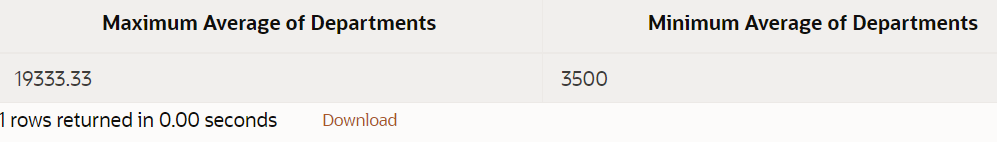 Maximum Average of Departments Minimum Average of Departments
19333.33 3500
1 rows returned in 0.00 seconds Download